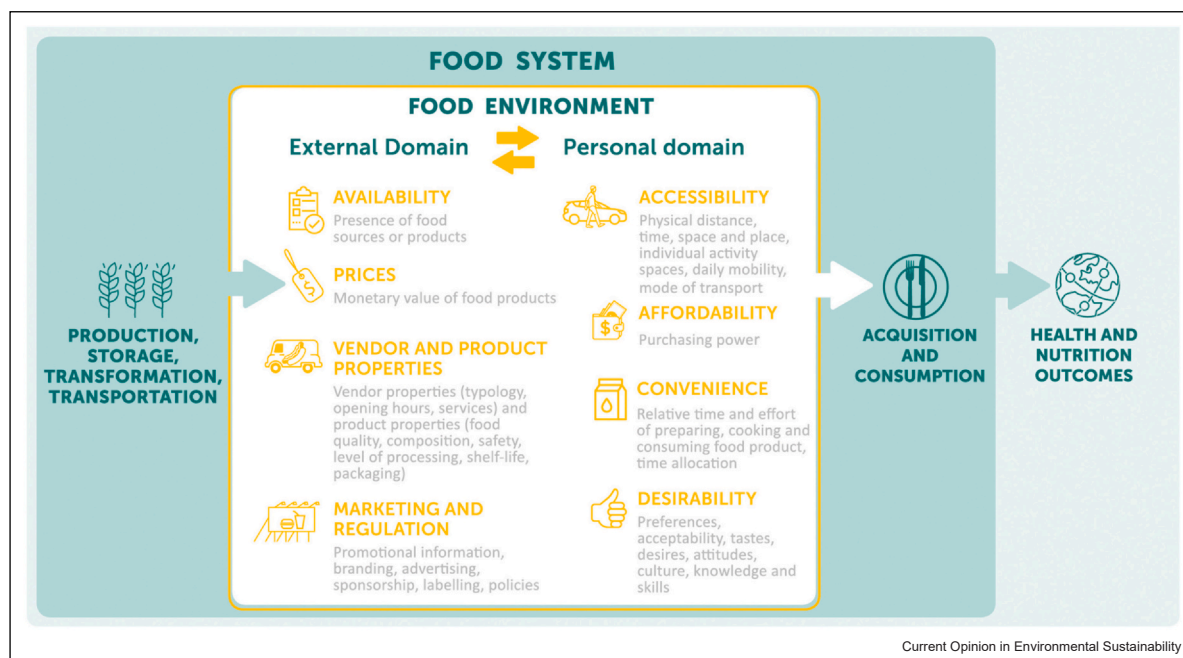 FOOD SYSTEM
FOOD ENVIRONMENT
External Domain
Personal domain
PRODUCTION,
STORAGE,
TRANSFORMATION,
TRANSPORTATION
AVAILABILITY
Presence of food
sources or products
PRICES
$
Monetary value of food products
VENDOR AND PRODUCT
PROPERTIES
Vendor properties (typology,
opening hours, services) and
product properties (food
quality, composition, safety,
level of processing, shelf-life,
packaging)
MARKETING AND
REGULATION
Promotional information,
branding, advertising,
sponsorship, labelling, policies
ACCESSIBILITY
Physical distance,
time, space and place,
individual activity
spaces, daily mobility,
mode of transport
AFFORDABILITY
$
Purchasing power
CONVENIENCE
Relative time and effort
of preparing, cooking and
consuming food product,
time allocation
DESIRABILITY
Preferences,
acceptability, tastes,
desires, attitudes,
culture, knowledge and
skills
ACQUISITION
AND
CONSUMPTION
HEALTH AND
NUTRITION
OUTCOMES
Current Opinion in Environmental Sustainability